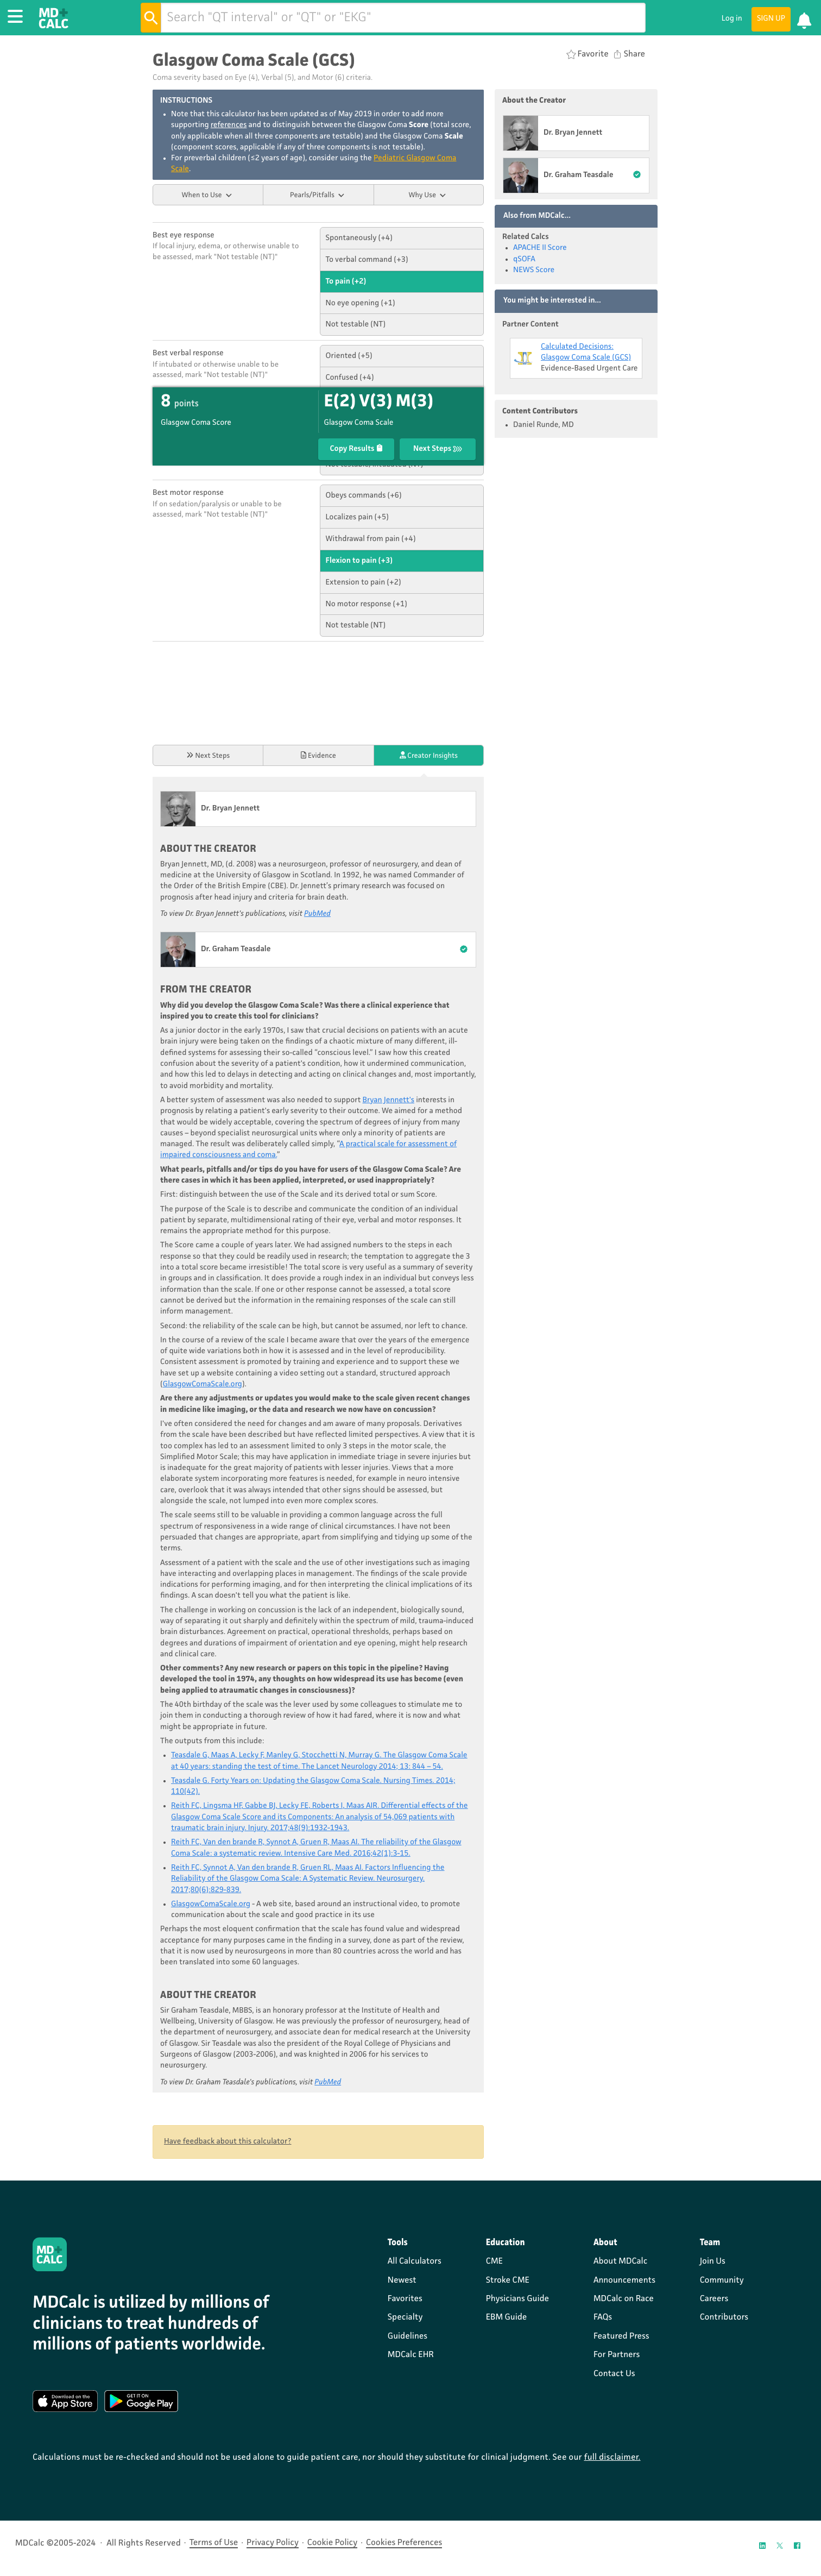 MD+
CALC
Search "QT interval" or "QT" or "EKG"
Log in
SIGN UP
Glasgow Coma Scale (GCS)
Coma severity based on Eye (4), Verbal (5), and Motor (6) criteria.
Favorite
Share
INSTRUCTIONS
• Note that this calculator has been updated as of May 2019 in order to add more
supporting references and to distinguish between the Glasgow Coma Score (total score,
only applicable when all three components are testable) and the Glasgow Coma Scale
(component scores, applicable if any of three components is not testable).
• For preverbal children (≤2 years of age), consider using the Pediatric Glasgow Coma
Scale.
When to Use
Pearls/Pitfalls
Why Use
Best eye response
If local injury, edema, or otherwise unable to
be assessed, mark "Not testable (NT)"
Spontaneously (+4)
To verbal command (+3)
To pain (+2)
No eye opening (+1)
Not testable (NT)
Best verbal response
If intubated or otherwise unable to be
assessed, mark "Not testable (NT)"
Oriented (+5)
Confused (+4)
8 points
Glasgow Coma Score
E(2) V(3) M(3)
Glasgow Coma Scale
Copy Results
Next Steps
Best motor response
If on sedation/paralysis or unable to be
assessed, mark "Not testable (NT)"
Obeys commands (+6)
Localizes pain (+5)
Withdrawal from pain (+4)
Flexion to pain (+3)
Extension to pain (+2)
No motor response (+1)
Not testable (NT)
Next Steps
Evidence
Creator Insights
Dr. Bryan Jennett
ABOUT THE CREATOR
Bryan Jennett, MD, (d. 2008) was a neurosurgeon, professor of neurosurgery, and dean of
medicine at the University of Glasgow in Scotland. In 1992, he was named Commander of
the Order of the British Empire (CBE). Dr. Jennett's primary research was focused on
prognosis after head injury and criteria for brain death.
To view Dr. Bryan Jennett's publications, visit PubMed
Dr. Graham Teasdale
FROM THE CREATOR
Why did you develop the Glasgow Coma Scale? Was there a clinical experience that
inspired you to create this tool for clinicians?
As a junior doctor in the early 1970s, I saw that crucial decisions on patients with an acute
brain injury were being taken on the findings of a chaotic mixture of many different, ill-
defined systems for assessing their so-called "conscious level." I saw how this created
confusion about the severity of a patient's condition, how it undermined communication,
and how this led to delays in detecting and acting on clinical changes and, most importantly,
to avoid morbidity and mortality.
A better system of assessment was also needed to support Bryan Jennett's interests in
prognosis by relating a patient's early severity to their outcome. We aimed for a method
would be widely acceptable, covering the spectrum of degrees of injury from many
causes – beyond specialist neurosurgical units where only a minority of patients are
managed. The result was deliberately called simply, "A practical scale for assessment of
impaired consciousness and coma."
What pearls, pitfalls and/or tips do you have for users of the Glasgow Coma Scale? Are
there cases in which it has been applied, interpreted, or used inappropriately?
First: distinguish between the use of the Scale and its derived total or sum Score.
The purpose of the Scale is to describe and communicate the condition of an individual
patient by separate, multidimensional rating of their eye, verbal and motor responses. It
remains the appropriate method for this purpose.
The Score came a couple of years later. We had assigned numbers to the steps in each
response so that they could be readily used in research; the temptation to aggregate the 3
into a total score became irresistible! The total score is very useful as a summary of severity
in groups and in classification. It does provide a rough index in an individual but conveys less
information than the scale. If one or other response cannot be assessed, a total score
cannot be derived but the information in the remaining responses of the scale can still
inform management.
Second: the reliability of the scale can be high, but cannot be assumed, nor left to chance.
In the course of a review of the scale I became aware that over the years of the emergence
of quite wide variations both in how it is assessed and in the level of reproducibility.
Consistent assessment is promoted by training and experience and to support these we
have set up a website containing a video setting out a standard, structured approach
(GlasgowComaScale.org).
Are there any adjustments or updates you would make to the scale given recent changes
in medicine like imaging, or the data and research we now have on concussion?
I've often considered the need for changes and am aware of many proposals. Derivatives
from the scale have been described but have reflected limited perspectives. A view that it is
too complex has led to an assessment limited to only 3 steps in the motor scale, the
Simplified Motor Scale; this may have application in immediate triage in severe injuries but
is inadequate for the great majority of patients with lesser injuries. Views that a more
elaborate system incorporating more features is needed, for example in neuro intensive
care, overlook that it was always intended that other signs should be assessed, but
alongside the scale, not lumped into even more complex scores.
The scale seems still to be valuable in providing a common language across the full
spectrum of responsiveness in a wide range of clinical circumstances. I have not been
persuaded that changes are appropriate, apart from simplifying and tidying up some of the
terms.
Assessment of a patient with the scale and the use of other investigations such as imaging
have interacting and overlapping places in management. The findings of the scale provide
indications for performing imaging, and for then interpreting the clinical implications of its
findings. A scan doesn't tell you what the patient is like.
The challenge in working on concussion is the lack of an independent, biologically sound,
way of separating it out sharply and definitely within the spectrum of mild, trauma-induced
brain disturbances. Agreement on practical, operational thresholds, perhaps based on
degrees and durations of impairment of orientation and eye opening, might help research
and clinical care.
Other comments? Any new research or papers on this topic in the pipeline? Having
developed the tool in 1974, any thoughts on how widespread its use has become (even
being applied to atraumatic changes in consciousness)?
The 40th birthday of the scale was the lever used by some colleagues to stimulate me to
join them in conducting a thorough review of how it had fared, where it is now and what
might be appropriate in future.
The outputs from this include:
• Teasdale G, Maas A, Lecky F, Manley G, Stocchetti N, Murray G. The Glasgow Coma Scale
at 40 years: standing the test of time. The Lancet Neurology 2014; 13: 844 – 54.
• Teasdale G. Forty Years on: Updating the Glasgow Coma Scale. Nursing Times. 2014;
110(42).
• Reith FC, Lingsma HF, Gabbe BJ, Lecky FE, Roberts I, Maas AIR. Differential effects of the
Glasgow Coma Scale Score and its Components: An analysis of 54,069 patients with
traumatic brain injury. Injury. 2017;48(9):1932-1943.
• Reith FC, Van den brande R, Synnot A, Gruen R, Maas AI. The reliability of the Glasgow
Coma Scale: a systematic review. Intensive Care Med. 2016;42(1):3-15.
• Reith FC, Synnot A, Van den brande R, Gruen RL, Maas AI. Factors Influencing the
Reliability of the Glasgow Coma Scale: A Systematic Review. Neurosurgery.
2017;80(6):829-839.
• GlasgowComaScale.org - A web site, based around an instructional video, to promote
communication about the scale and good practice in its use
Perhaps the most eloquent confirmation that the scale has found value and widespread
acceptance for many purposes came in the finding in a survey, done as part of the review,
that it is now used by neurosurgeons in more than 80 countries across the world and has
been translated into some 60 languages.
ABOUT THE CREATOR
Sir Graham Teasdale, MBBS, is an honorary professor at the Institute of Health and
Wellbeing, University of Glasgow. He was previously the professor of neurosurgery, head of
the department of neurosurgery, and associate dean for medical research at the University
of Glasgow. Sir Teasdale was also the president of the Royal College of Physicians and
Surgeons of Glasgow (2003-2006), and was knighted in 2006 for his services to
neurosurgery.
To view Dr. Graham Teasdale's publications, visit PubMed
Have feedback about this calculator?
About the Creator
Dr. Bryan Jennett
Dr. Graham Teasdale
Also from MDCalc...
Related Calcs
• APACHE II Score
• qSOFA
• NEWS Score
You might be interested in...
Partner Content
Calculated Decisions:
Glasgow Coma Scale (GCS)
Evidence-Based Urgent Care
Content Contributors
• Daniel Runde, MD
MD+
CALC
MDCalc is utilized by millions of
clinicians to treat hundreds of
millions of patients worldwide.
Download on the
App Store
GET IT ON
Google Play
Tools
All Calculators
Newest
Favorites
Specialty
Guidelines
MDCalc EHR
Education
CME
Stroke CME
Physicians Guide
EBM Guide
About
About MDCalc
Announcements
MDCalc on Race
FAQs
Featured Press
For Partners
Contact Us
Team
Join Us
Community
Careers
Contributors
Calculations must be re-checked and should not be used alone to guide patient care, nor should they substitute for clinical judgment. See our full disclaimer.
MDCalc ©2005-2024 · All Rights Reserved · Terms of Use · Privacy Policy · Cookie Policy · Cookies Preferences